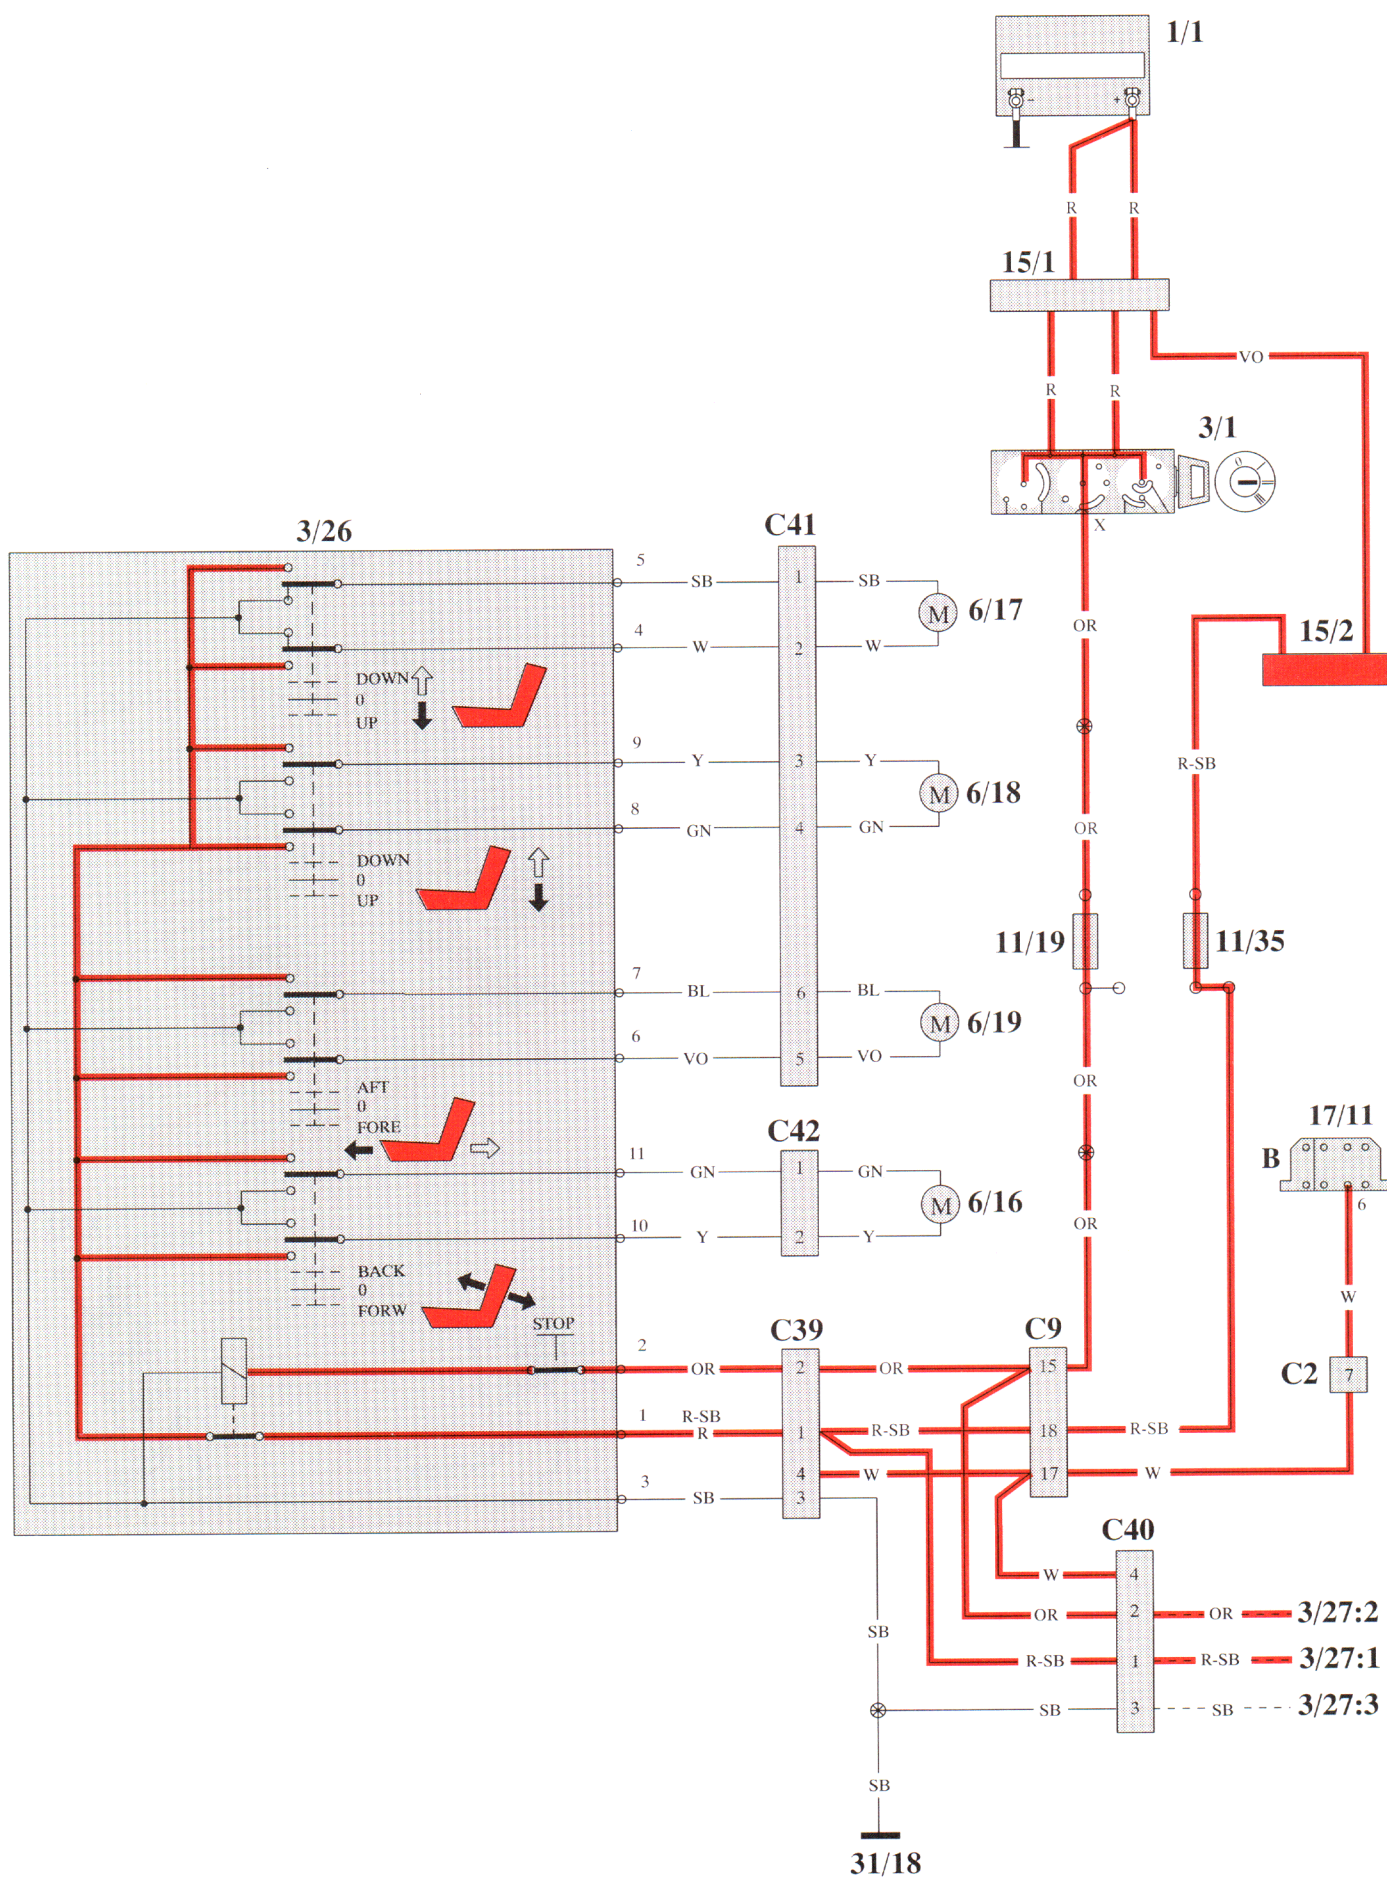 1/1
- +
R R
15/1
VO
R R
3/1
0
X
3/26
C41
5 SB 1 SB
M 6/17
OR
15/2
4 W 2 W
DOWN
0
UP
R-SB
9 Y 3 Y
M 6/18
8 GN 4 GN
OR
DOWN
0
UP
11/19
11/35
7 BL 6 BL
M 6/19
6 VO 5 VO
OR
AFT
0
FORE
C42
17/11
B
6
11 GN 1 GN
M 6/16
10 Y 2 Y
OR
BACK
0
FORW
W
STOP
C39
C9
2 OR 2 OR 15
C2 7
1 R-SB
R 1 R-SB 18 R-SB
4 W 17 W
3 SB 3
C40
W 4
OR 2 OR 3/27:2
SB
R-SB 1 R-SB 3/27:1
SB 3 SB 3/27:3
SB
31/18